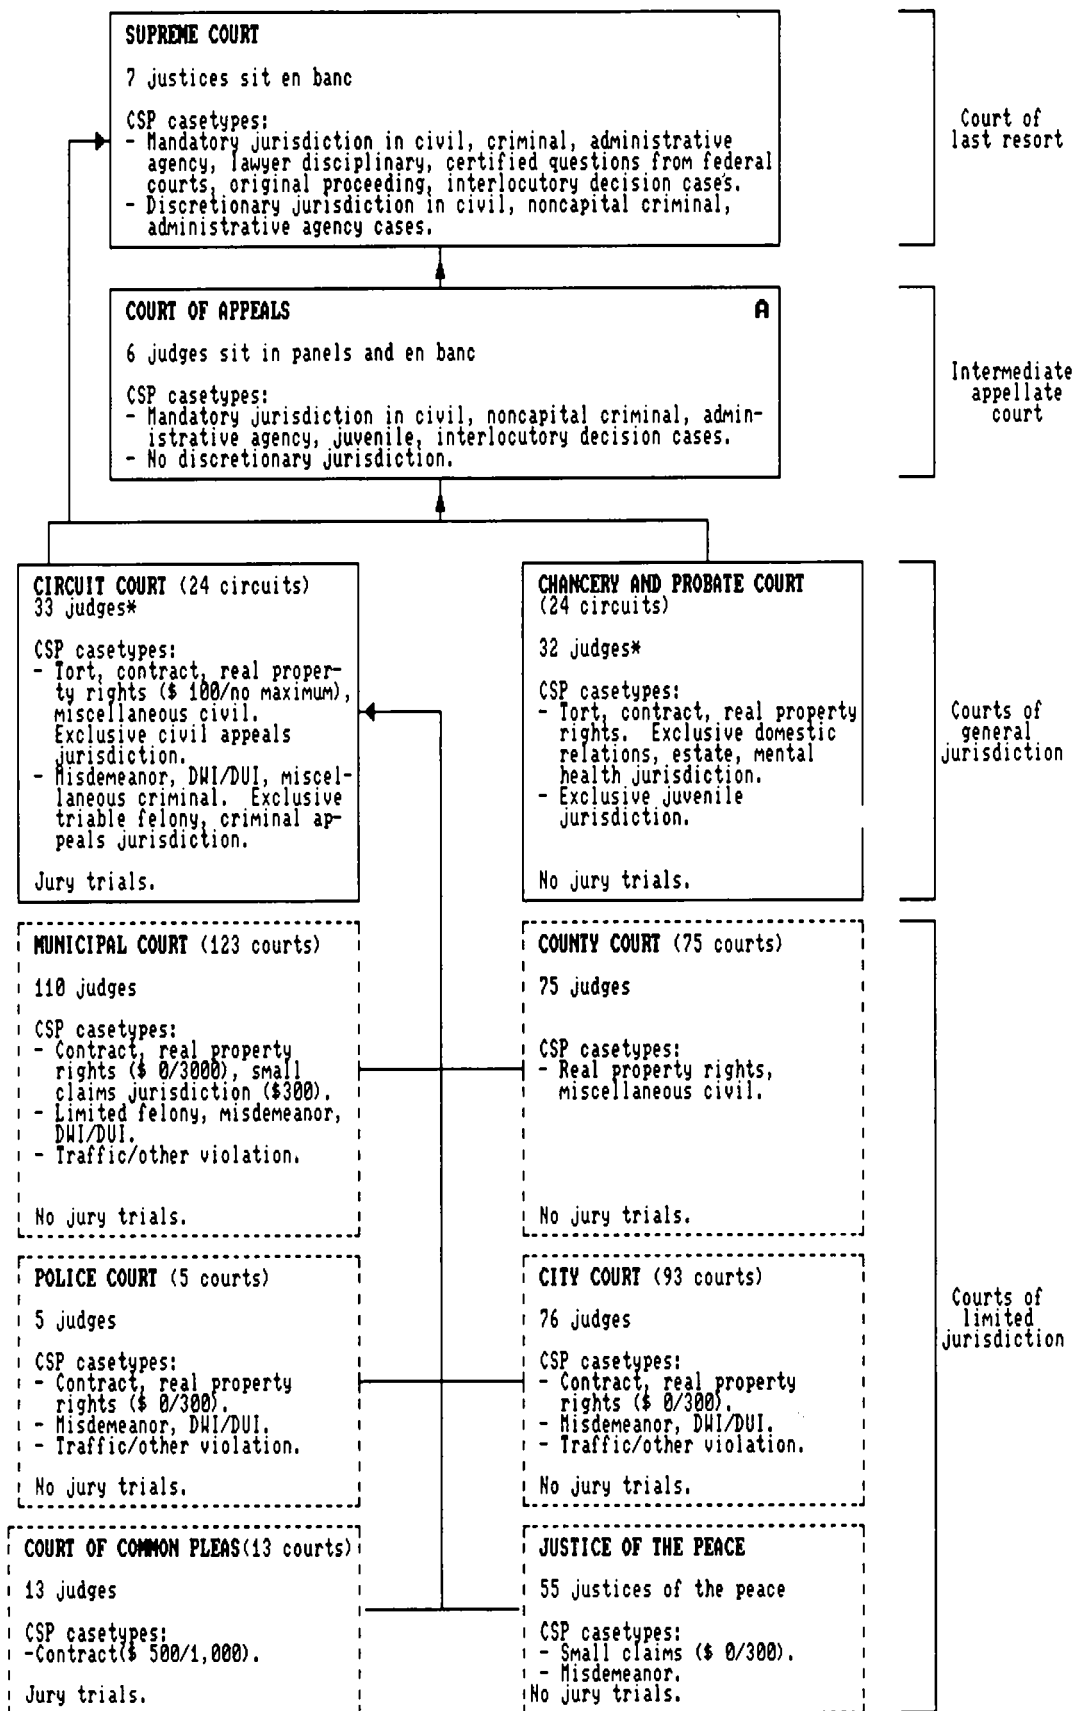 SUPREME COURT
7 justices sit en banc
CSP casetypes:
- Mandatory jurisdiction in civil, criminal, administrative
agency, lawyer disciplinary, certified questions from federal
courts, original proceeding, interlocutory decision cases.
- Discretionary jurisdiction in civil, noncapital criminal,
administrative agency cases.
Court of
last resort
COURT OF APPEALS A
6 judges sit in panels and en banc
CSP casetypes:
- Mandatory jurisdiction in civil, noncapital criminal, admin-
istrative agency, juvenile, interlocutory decision cases.
- No discretionary jurisdiction.
Intermediate
appellate
court
CIRCUIT COURT (24 circuits)
33 judges*
CSP casetypes:
- Tort, contract, real proper-
ty rights ($ 100/no maximum),
miscellaneous civil.
Exclusive civil appeals
jurisdiction.
- Misdemeanor, DWI/DUI, miscel-
laneous criminal. Exclusive
triable felony, criminal ap-
peals jurisdiction.
Jury trials.
CHANCERY AND PROBATE COURT
(24 circuits)
32 judges*
CSP casetypes:
- Tort, contract, real property
rights. Exclusive domestic
relations, estate, mental
health jurisdiction.
- Exclusive juvenile
jurisdiction.
No jury trials.
Courts of
general
jurisdiction
MUNICIPAL COURT (123 courts)
110 judges
CSP casetypes:
- Contract, real property
rights ($ 0/3000), small
claims jurisdiction ($300).
- Limited felony, misdemeanor,
DWI/DUI.
- Traffic/other violation.
No jury trials.
COUNTY COURT (75 courts)
75 judges
CSP casetypes:
- Real property rights,
miscellaneous civil.
No jury trials.
POLICE COURT (5 courts)
5 judges
CSP casetypes:
- Contract, real property
rights ($ 0/300).
- Misdemeanor, DWI/DUI.
- Traffic/other violation.
No jury trials.
CITY COURT (93 courts)
76 judges
CSP casetypes:
- Contract, real property
rights ($ 0/300).
- Misdemeanor, DWI/DUI.
- Traffic/other violation.
No jury trials.
Courts of
limited
jurisdiction
COURT OF COMMON PLEAS(13 courts)
13 judges
CSP casetypes:
-Contract($ 500/1,000).
Jury trials.
JUSTICE OF THE PEACE
55 justices of the peace
CSP casetypes:
- Small claims ($ 0/300).
- Misdemeanor.
No jury trials.